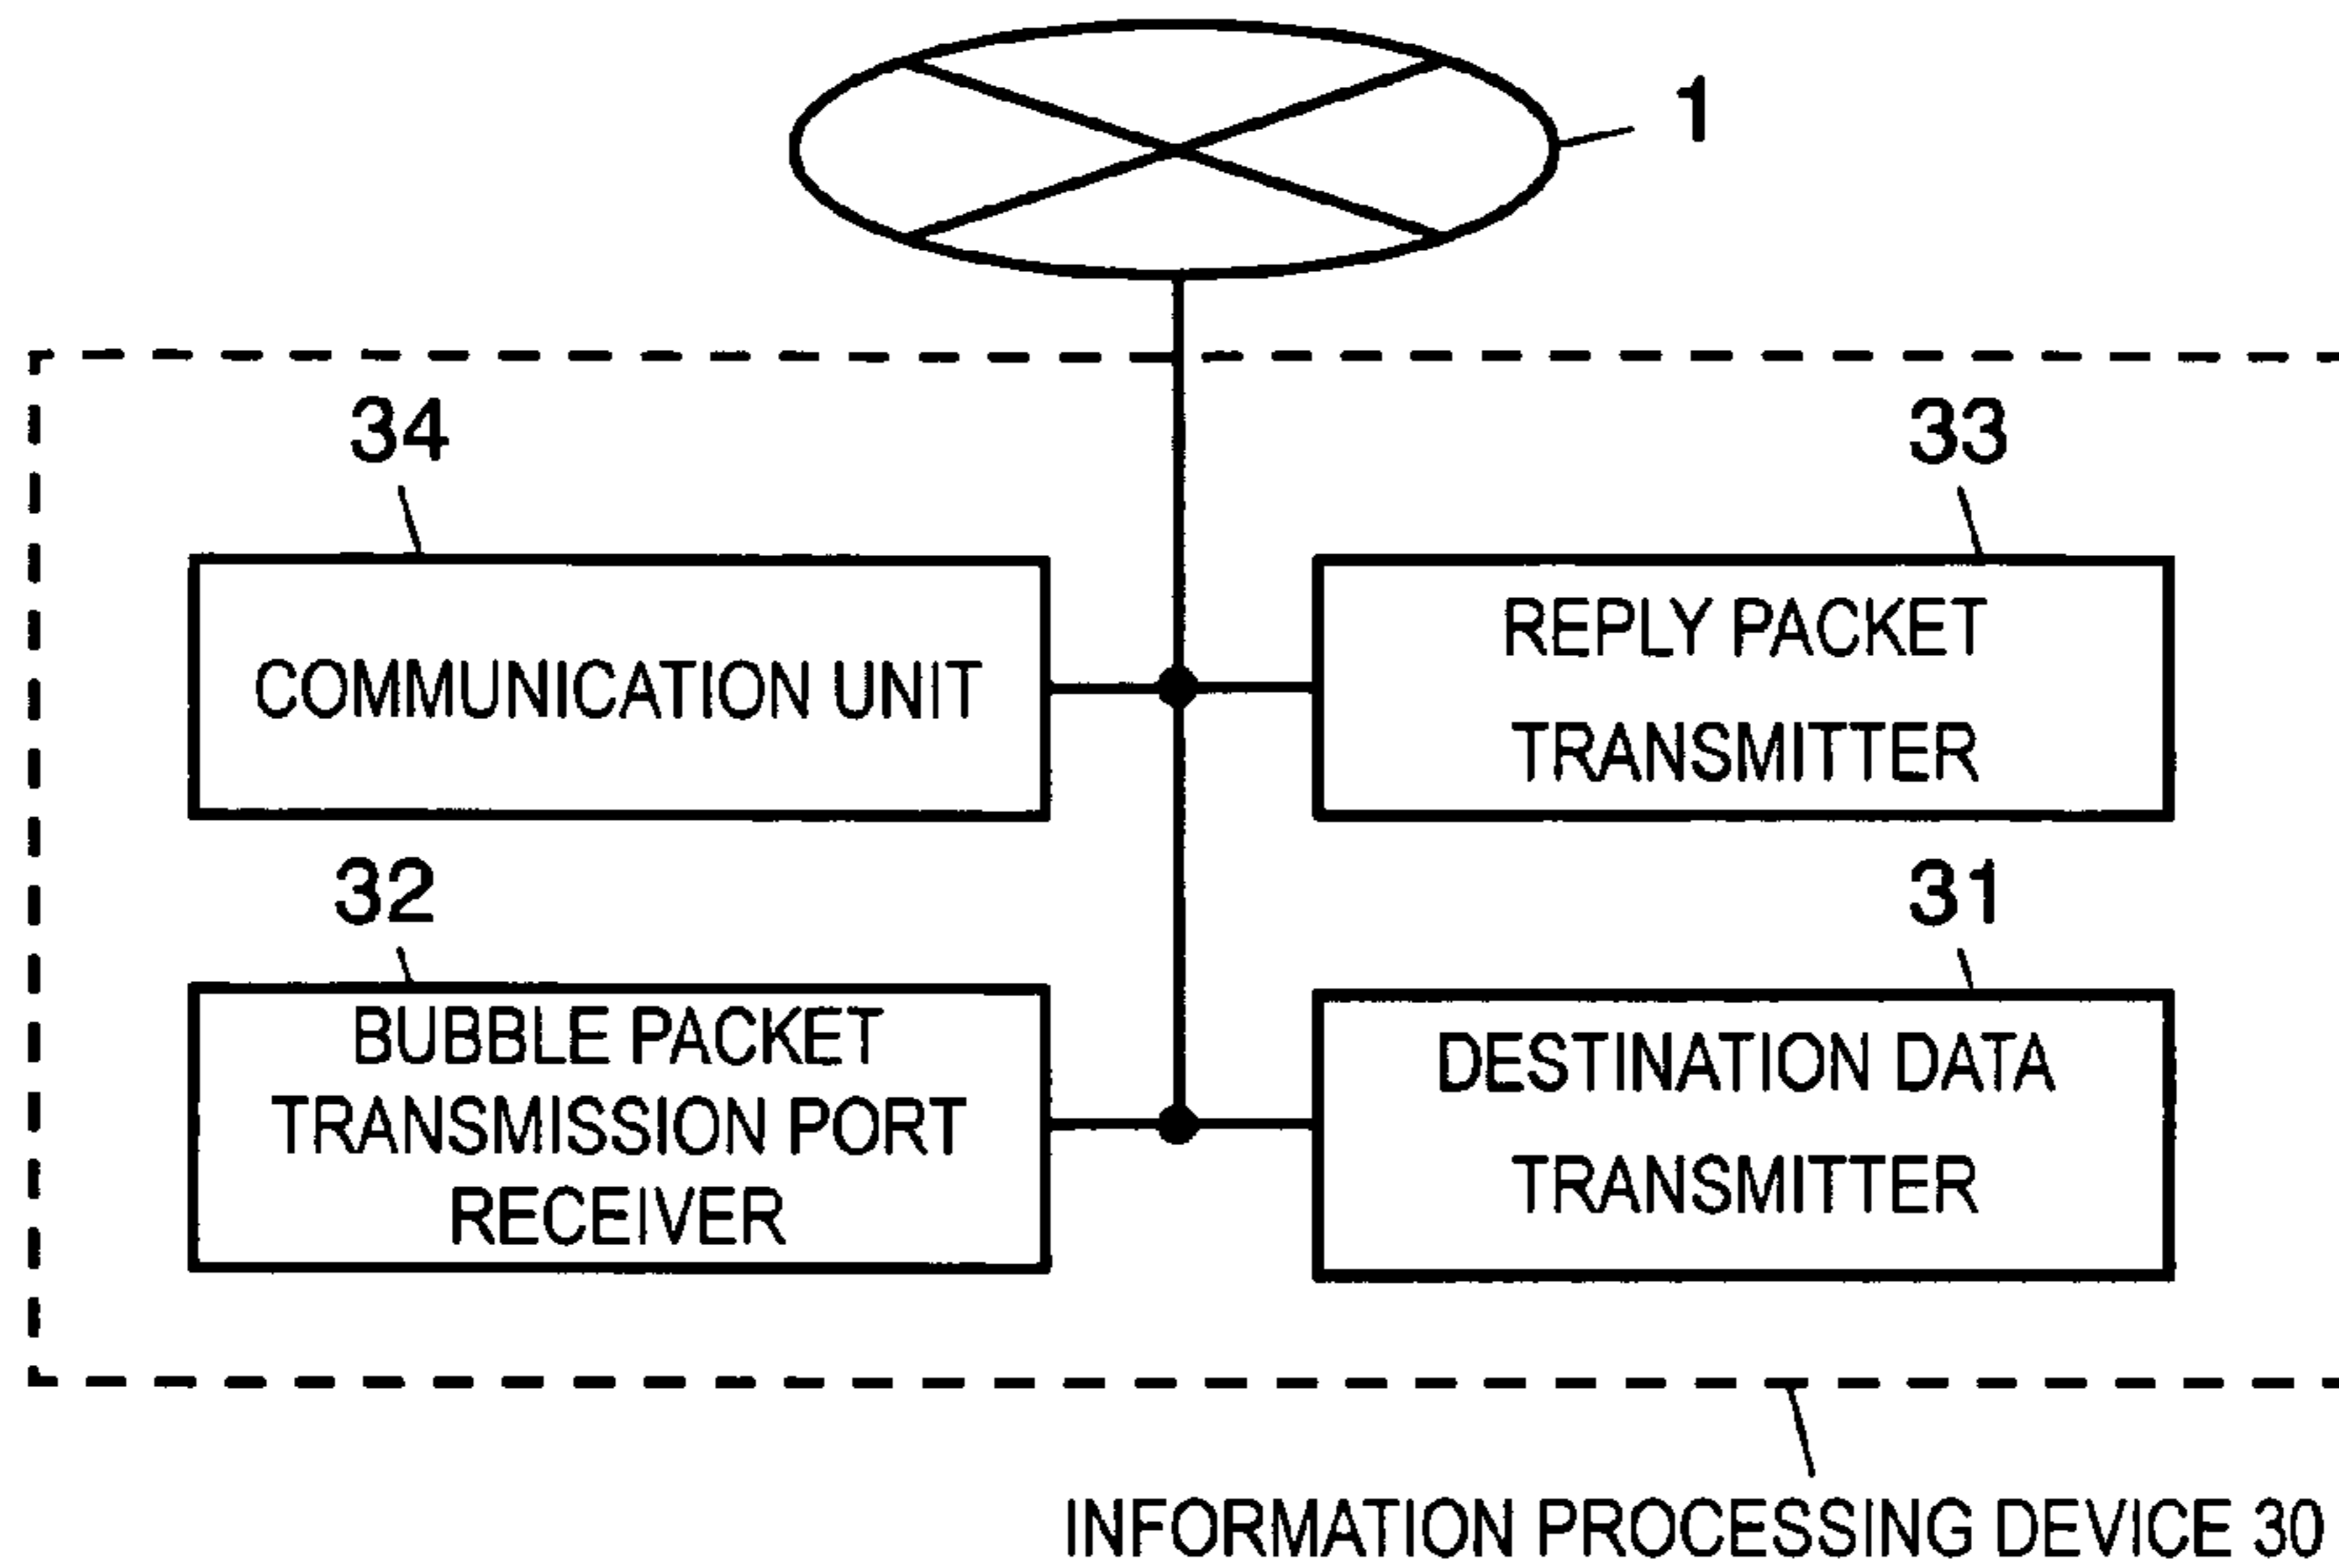 1
34
33
COMMUNICATION UNIT
REPLY PACKET
TRANSMITTER
32
31
BUBBLE PACKET
TRANSMISSION PORT
RECEIVER
DESTINATION DATA
TRANSMITTER
INFORMATION PROCESSING DEVICE 30